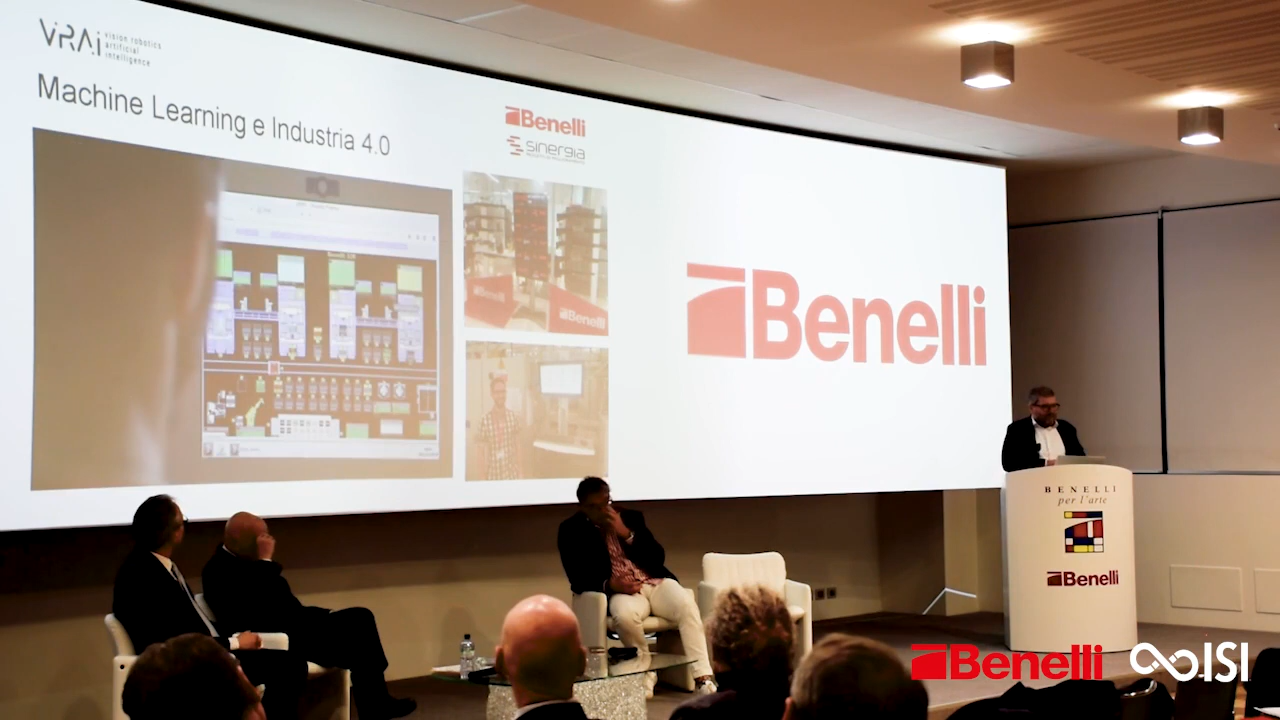 VRAI vision robotics
artificial
intelligence
Machine Learning e Industria 4.0
Benelli
sinergia
Benelli
Benelli
BENELLI
per l'arte
Benelli
Benelli ISI